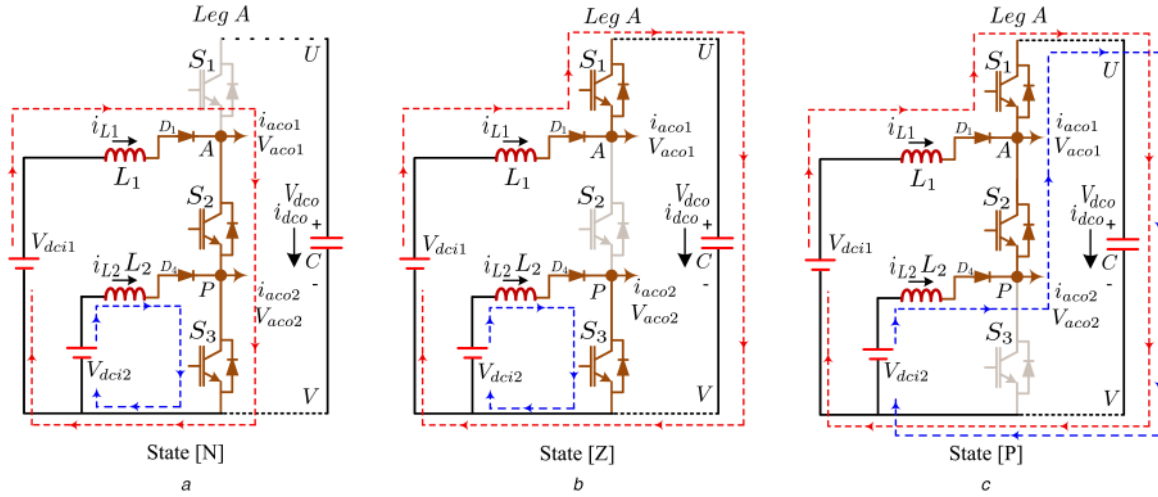 Leg A
S1
U
iL1
D1
A
iaco1
Vaco1
L1
S2
Vdco
idco
+
Vdci1
iL2
L2
D4
P
C
-
iaco2
Vaco2
S3
Vdci2
V
State [N]
a
Leg A
S1
U
iL1
D1
A
iaco1
Vaco1
L1
S2
Vdco
idco
+
Vdci1
iL2
L2
D4
P
C
-
iaco2
Vaco2
S3
Vdci2
V
State [Z]
b
Leg A
S1
U
iL1
D1
A
iaco1
Vaco1
L1
S2
Vdco
idco
+
Vdci1
iL2
L2
D4
P
C
-
iaco2
Vaco2
S3
Vdci2
V
State [P]
c